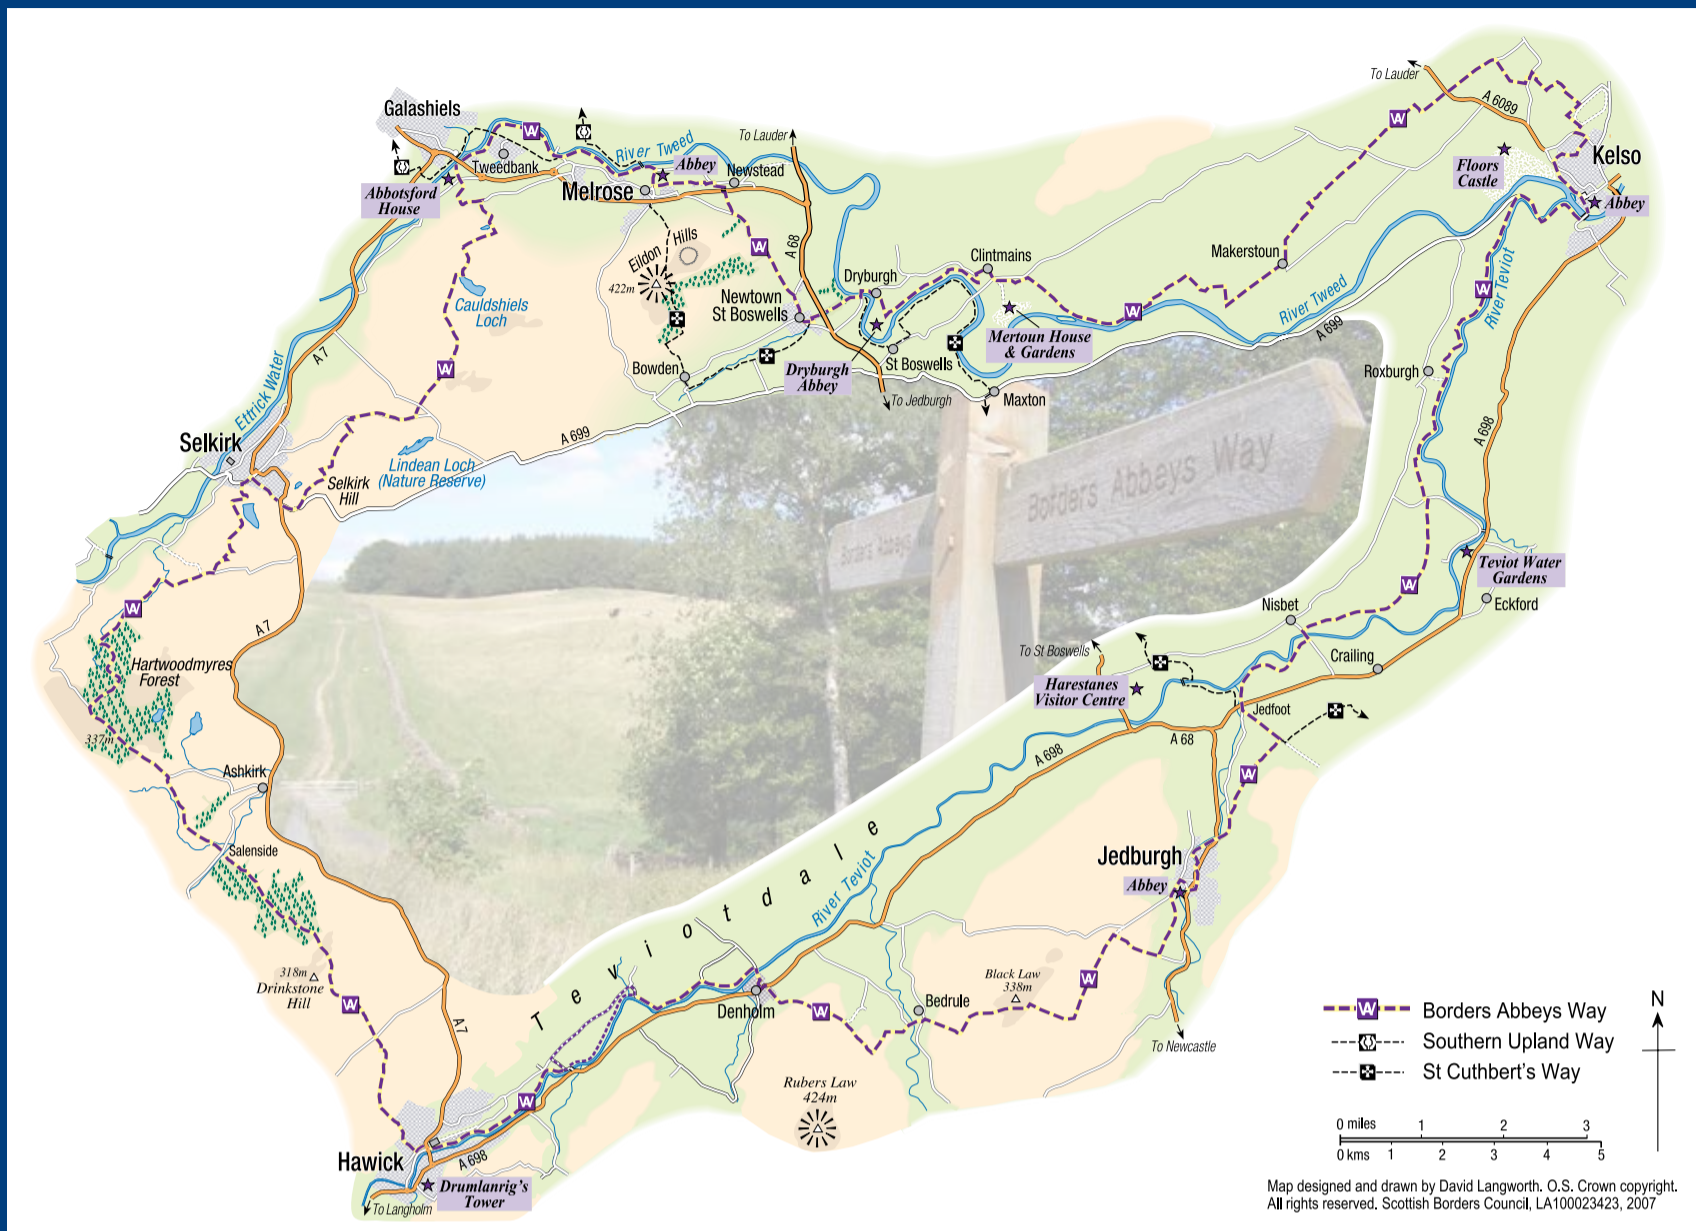 To Lauder
A 6089
Galashiels
River Tweed
To Lauder
Abbey
Tweedbank
Newstead
Kelso
Floors
Castle
Abbotsford
House
Melrose
Abbey
A 68
Hills
Eildon
422m
Clintmains
Makerstoun
Dryburgh
River Teviot
Cauldshiels
Loch
Newtown
St Boswells
River Tweed
A 699
Mertoun House
& Gardens
A 7
Bowden
St Boswells
Dryburgh
Abbey
Roxburgh
Ettrick Water
To Jedburgh
Maxton
A 698
Selkirk
A 699
Lindean Loch
(Nature Reserve)
Selkirk
Hill
Borders Abbeys Way
Borders Abbeys
Teviot Water
Gardens
Eckford
Nisbet
A 7
To St Boswells
Crailing
Hartwoodmyres
Forest
Harestanes
Visitor Centre
Jedfoot
337m
A 68
A 698
Ashkirk
Teviotdale
Salenside
Jedburgh
Abbey
River Teviot
318m
Drinkstone
Hill
Black Law
338m
Bedrule
Denholm
A7
To Newcastle
Rubers Law
424m
Hawick
A 698
Drumlanrig's
Tower
To Langholm
N
Borders Abbeys Way
Southern Upland Way
St Cuthbert's Way
0 miles 1 2 3
0 kms 1 2 3 4 5
Map designed and drawn by David Langworth. O.S. Crown copyright.
All rights reserved. Scottish Borders Council, LA100023423, 2007